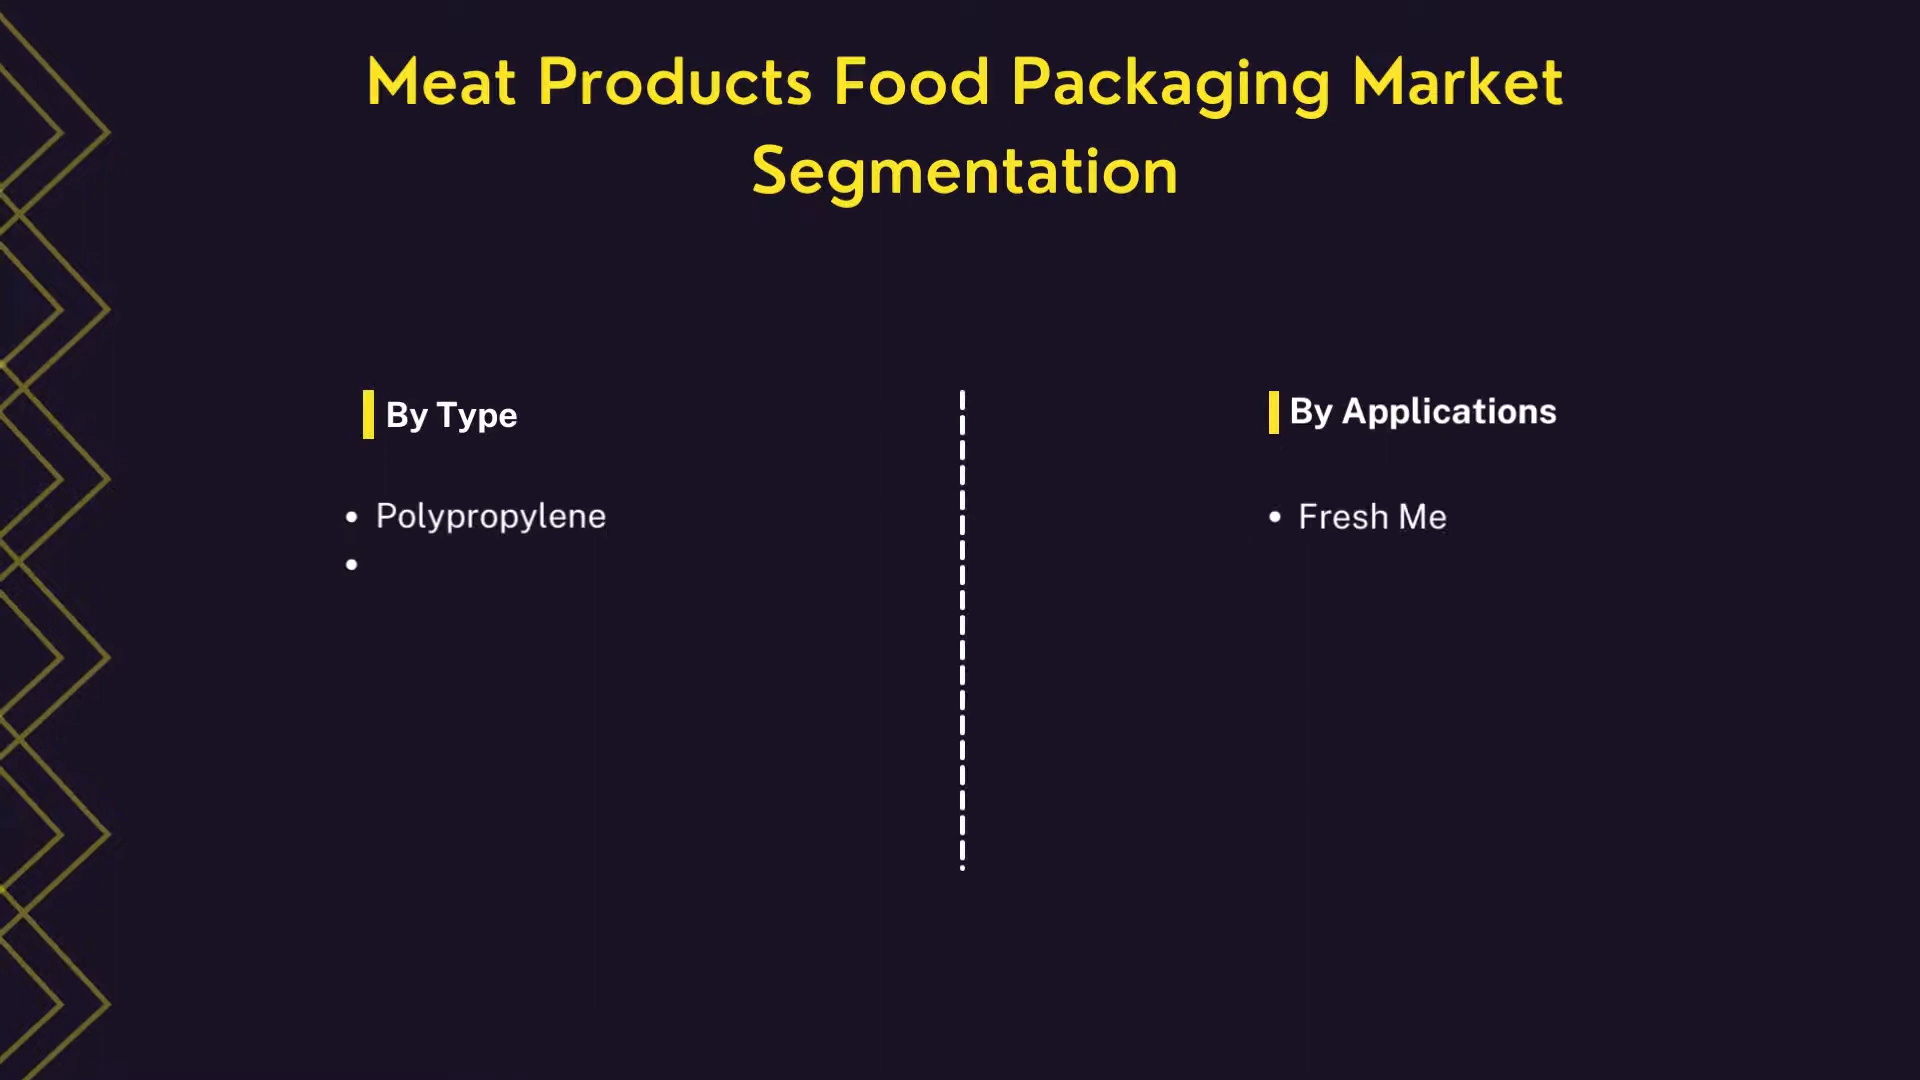 Meat Products Food Packaging Market
Segmentation
By Type
• Polypropylene
•
By Applications
• Fresh Me